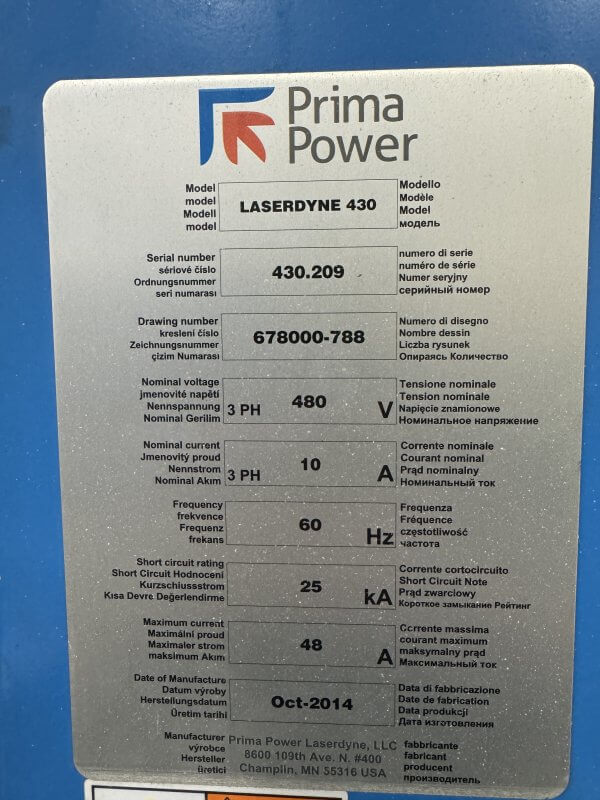 Prima
Power
Model
model
Modell
model
LASERDYNE 430
Modello
Modèle
Model
модель
Serial number
sériové číslo
Ordnungsnummer
seri numarası
430.209
numero di serie
numéro de série
Numer seryjny
серийный номер
Drawing number
kreslení číslo
Zeichnungsnummer
çizim Numarası
678000-788
Numero di disegno
Nombre dessin
Liczba rysunek
Опираясь Количество
Nominal voltage
jmenovité napětí
Nennspannung
Nominal Gerilim
3 PH 480 V
Tensione nominale
Tension nominale
Napięcie znamionowe
Номинальное напряжение
Nominal current
Jmenovitý proud
Nennstrom
Nominal Akım
3 PH 10 A
Corrente nominale
Courant nominal
Prąd nominalny
Номинальный ток
Frequency
frekvence
Frequenz
frekans
60 Hz
Frequenza
Fréquence
częstotliwość
частота
Short circuit rating
Short Circuit Hodnocení
Kurzschlussstrom
Kısa Devre Değerlendirme
25 kA
Corrente cortocircuito
Short Circuit Note
Prąd zwarciowy
Короткое замыкание Рейтинг
Maximum current
Maximální proud
Maximaler strom
maksimum Akım
48 A
Corrente massima
courant maximum
maksymalny prąd
Максимальный ток
Date of Manufacture
Datum výroby
Herstellungsdatum
Üretim tarihi
Oct-2014
Data di fabbricazione
Date de fabrication
Data produkcji
Дата изготовления
Manufacturer
výrobce
Hersteller
üretici
Prima Power Laserdyne, LLC
8600 109th Ave. N. #400
Champlin, MN 55316 USA
fabbricante
fabricant
producent
производитель